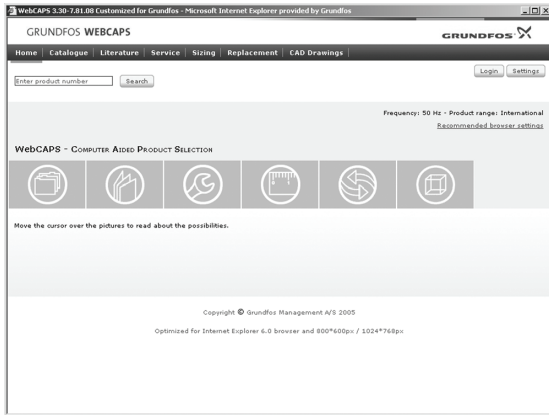 WebCAPS 3.30-7.81.08 Customized for Grundfos - Microsoft Internet Explorer provided by Grundfos
GRUNDFOS WEBCAPS
GRUNDFOS
Home | Catalogue | Literature | Service | Sizing | Replacement | CAD Drawings |
Login Settings
Enter product number Search
Frequency: 50 Hz - Product range: International
Recommended browser settings
WebCAPS - Computer Aided Product Selection
Move the cursor over the pictures to read about the possibilities.
Copyright © Grundfos Management A/S 2005
Optimized for Internet Explorer 6.0 browser and 800*600px / 1024*768px